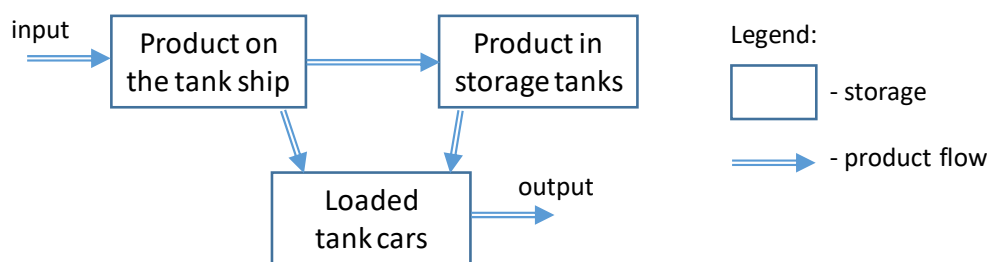 input
Product on
the tank ship
Product in
storage tanks
Loaded
tank cars
output
Legend:
- storage
- product flow